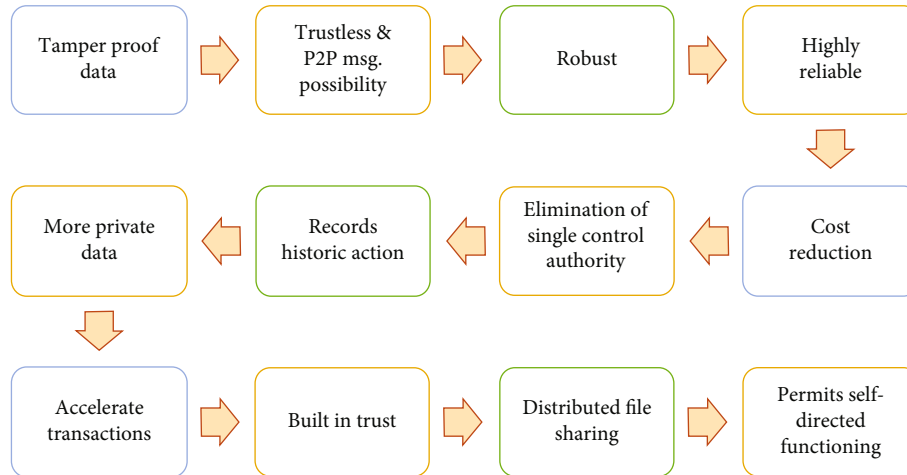 Tamper proof
data
Trustless &
P2P msg.
possibility
Robust
Highly
reliable
More private
data
Records
historic action
Elimination of
single control
authority
Cost
reduction
Accelerate
transactions
Built in trust
Distributed file
sharing
Permits self-
directed
functioning